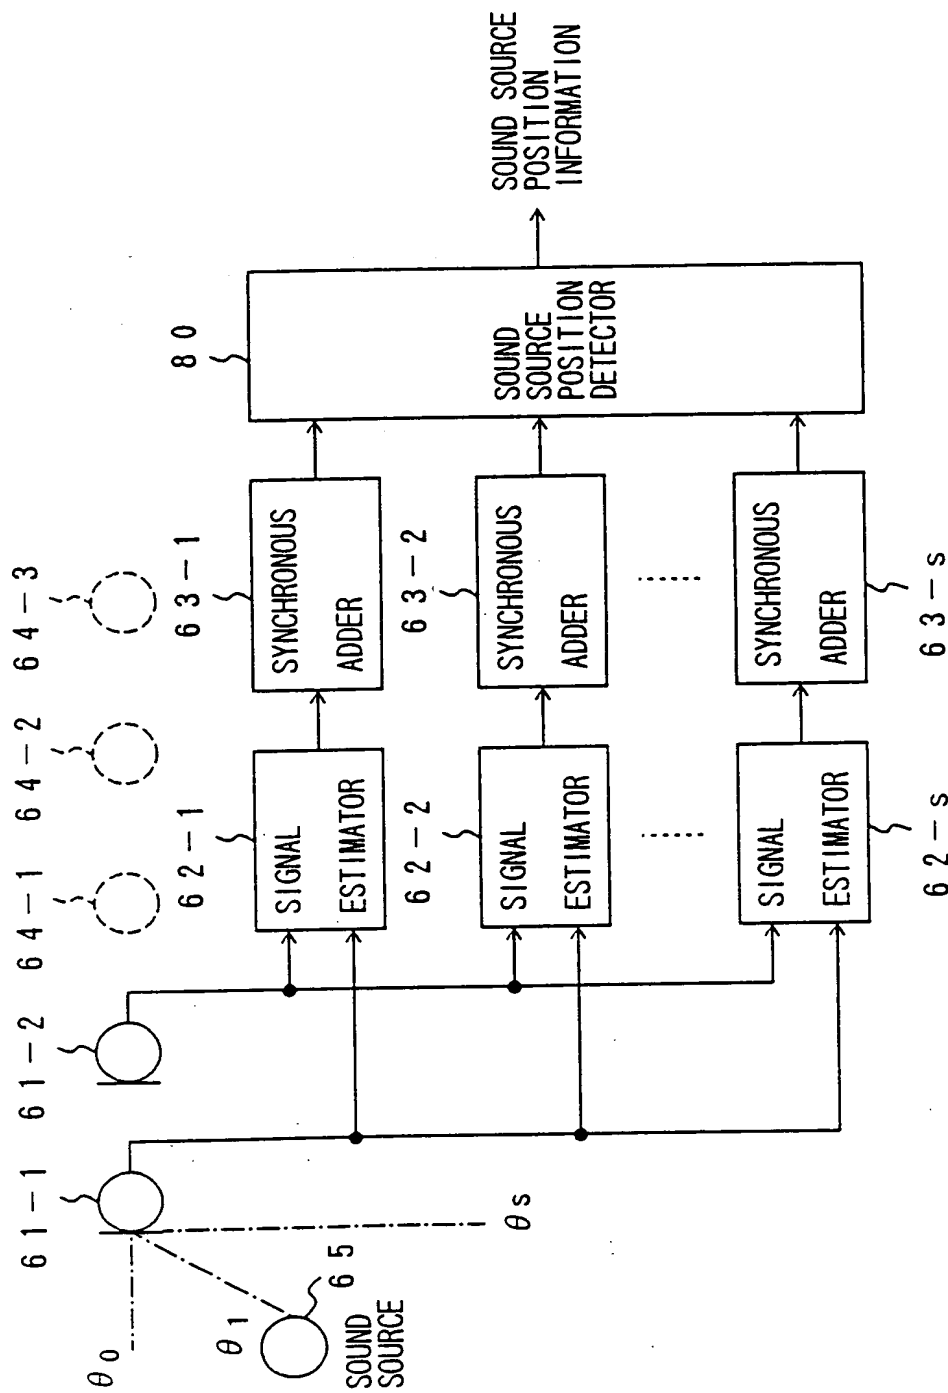 61-1
61-2
64-1
64-2
64-3
θ0
θ1
θs
65
SOUND
SOURCE
62-1
SIGNAL
ESTIMATOR
63-1
SYNCHRONOUS
ADDER
62-2
SIGNAL
ESTIMATOR
63-2
SYNCHRONOUS
ADDER
62-s
SIGNAL
ESTIMATOR
63-s
SYNCHRONOUS
ADDER
80
SOUND
SOURCE
POSITION
DETECTOR
SOUND SOURCE
POSITION
INFORMATION